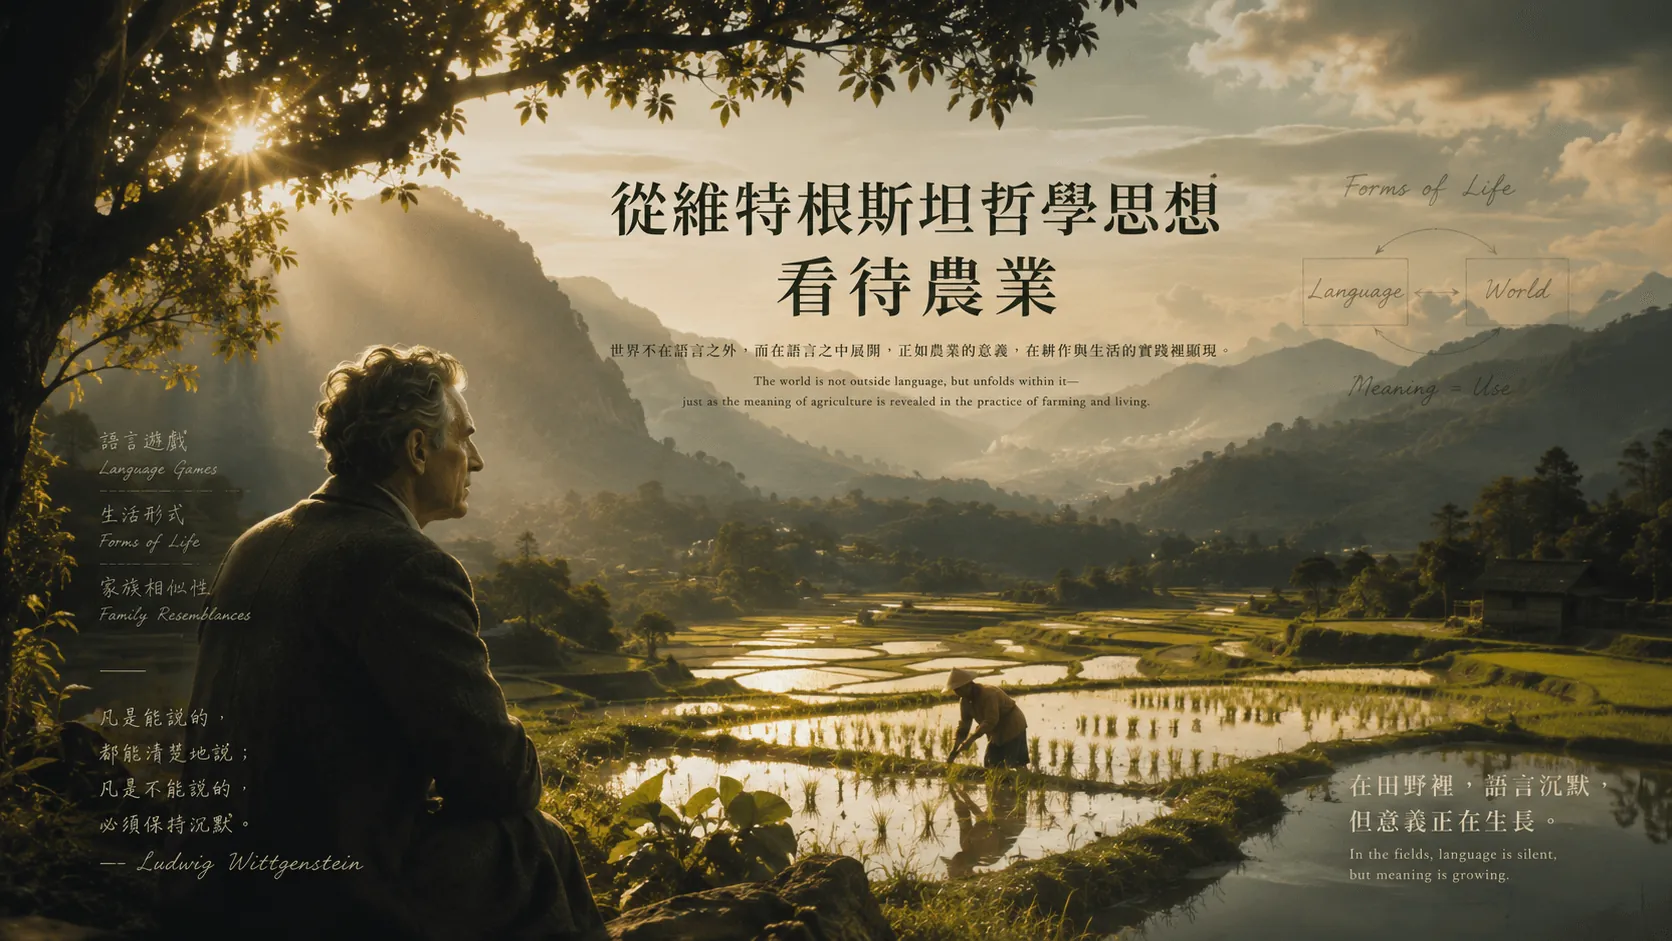 從維特根斯坦哲學思想
看待農業
世界不在語言之外，而在語言之中展開，正如農業的意義，在耕作與生活的實踐裡顯現。
The world is not outside language, but unfolds within it—
just as the meaning of agriculture is revealed in the practice of farming and living.
Forms of Life
Language
World
Meaning = Use
語言遊戲
Language Games
生活形式
Forms of Life
家族相似性
Family Resemblances
凡是能說的，
都能清楚地說；
凡是不能說的，
必須保持沉默。
—– Ludwig Wittgenstein
在田野裡，語言沉默，
但意義正在生長。
In the fields, language is silent,
but meaning is growing.